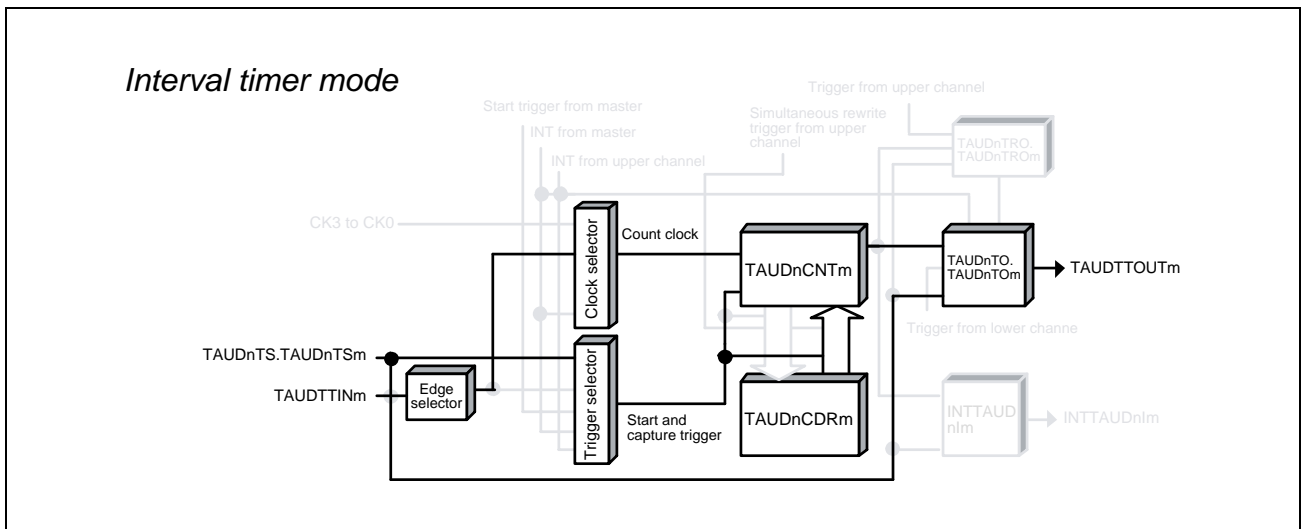 Interval timer mode
Trigger from upper channel
Start trigger from master
Simultaneous rewrite
trigger from upper
channel
INT from master
INT from upper channel
TAUDnTRO.
TAUDnTROm
CK3 to CK0
Clock selector
Count clock
TAUDnCNTm
TAUDnTO.
TAUDnTOm
TAUDTTOUTm
Trigger from lower channe
TAUDnTS.TAUDnTSm
TAUDTTINm
Edge
selector
Trigger selector
Start and
capture trigger
TAUDnCDRm
INTTAUD
nIm
INTTAUDnIm